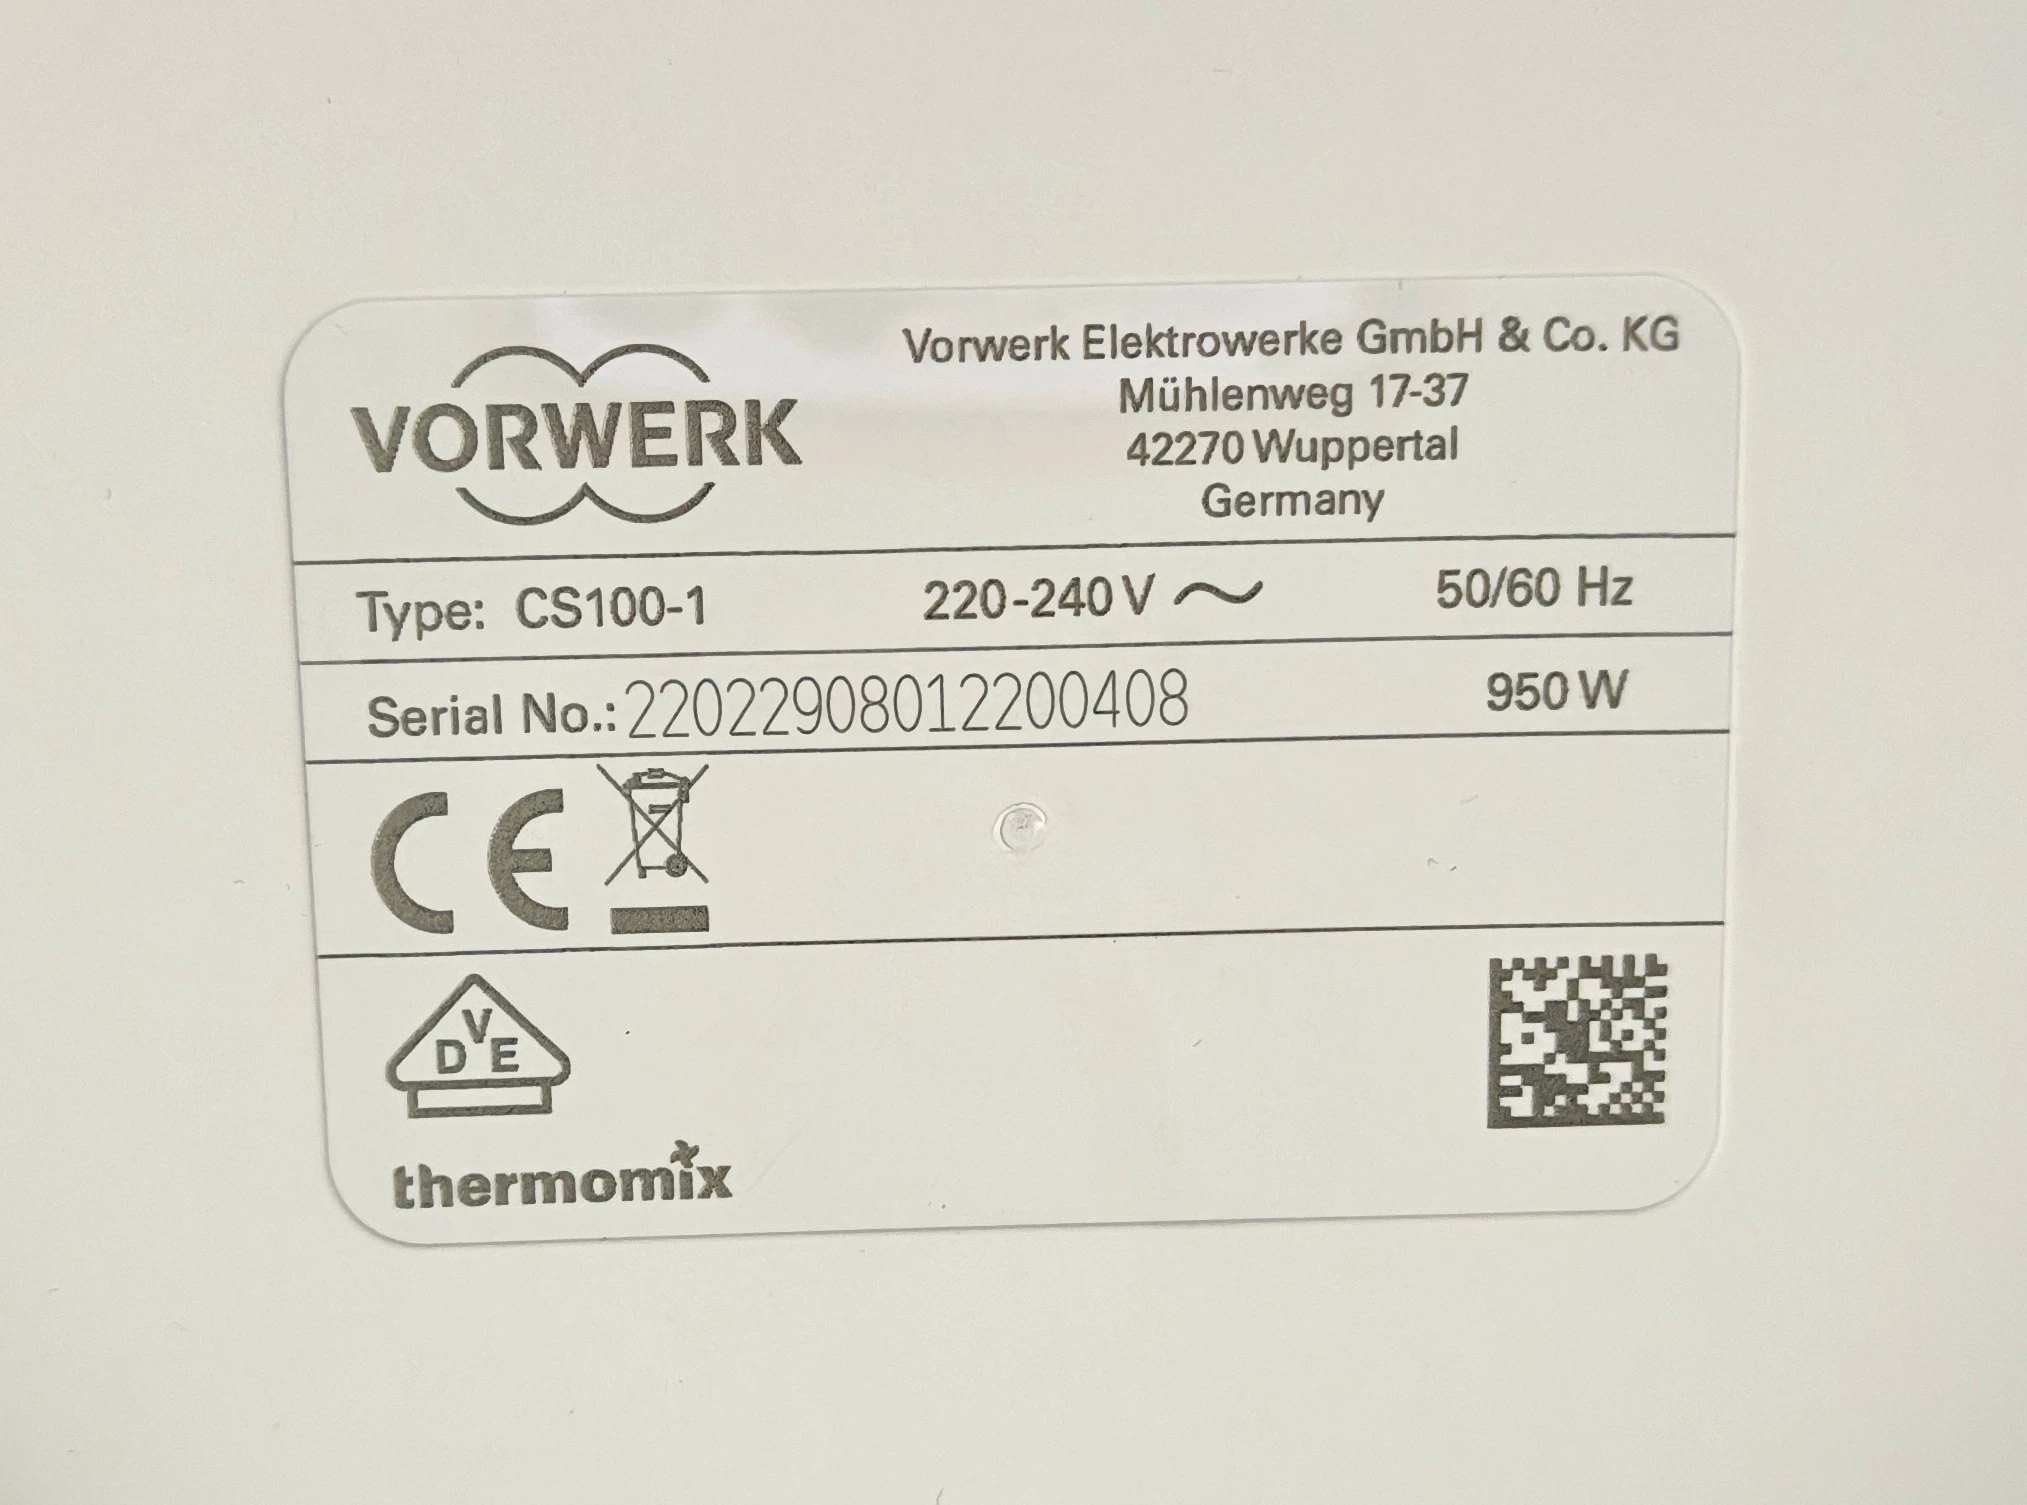 VORWERK
Vorwerk Elektrowerke GmbH & Co. KG
Mühlenweg 17-37
42270 Wuppertal
Germany
Type: CS100-1 220-240 V ~ 50/60 Hz
Serial No.: 22022908012200408 950 W
CE
VDE
thermomix